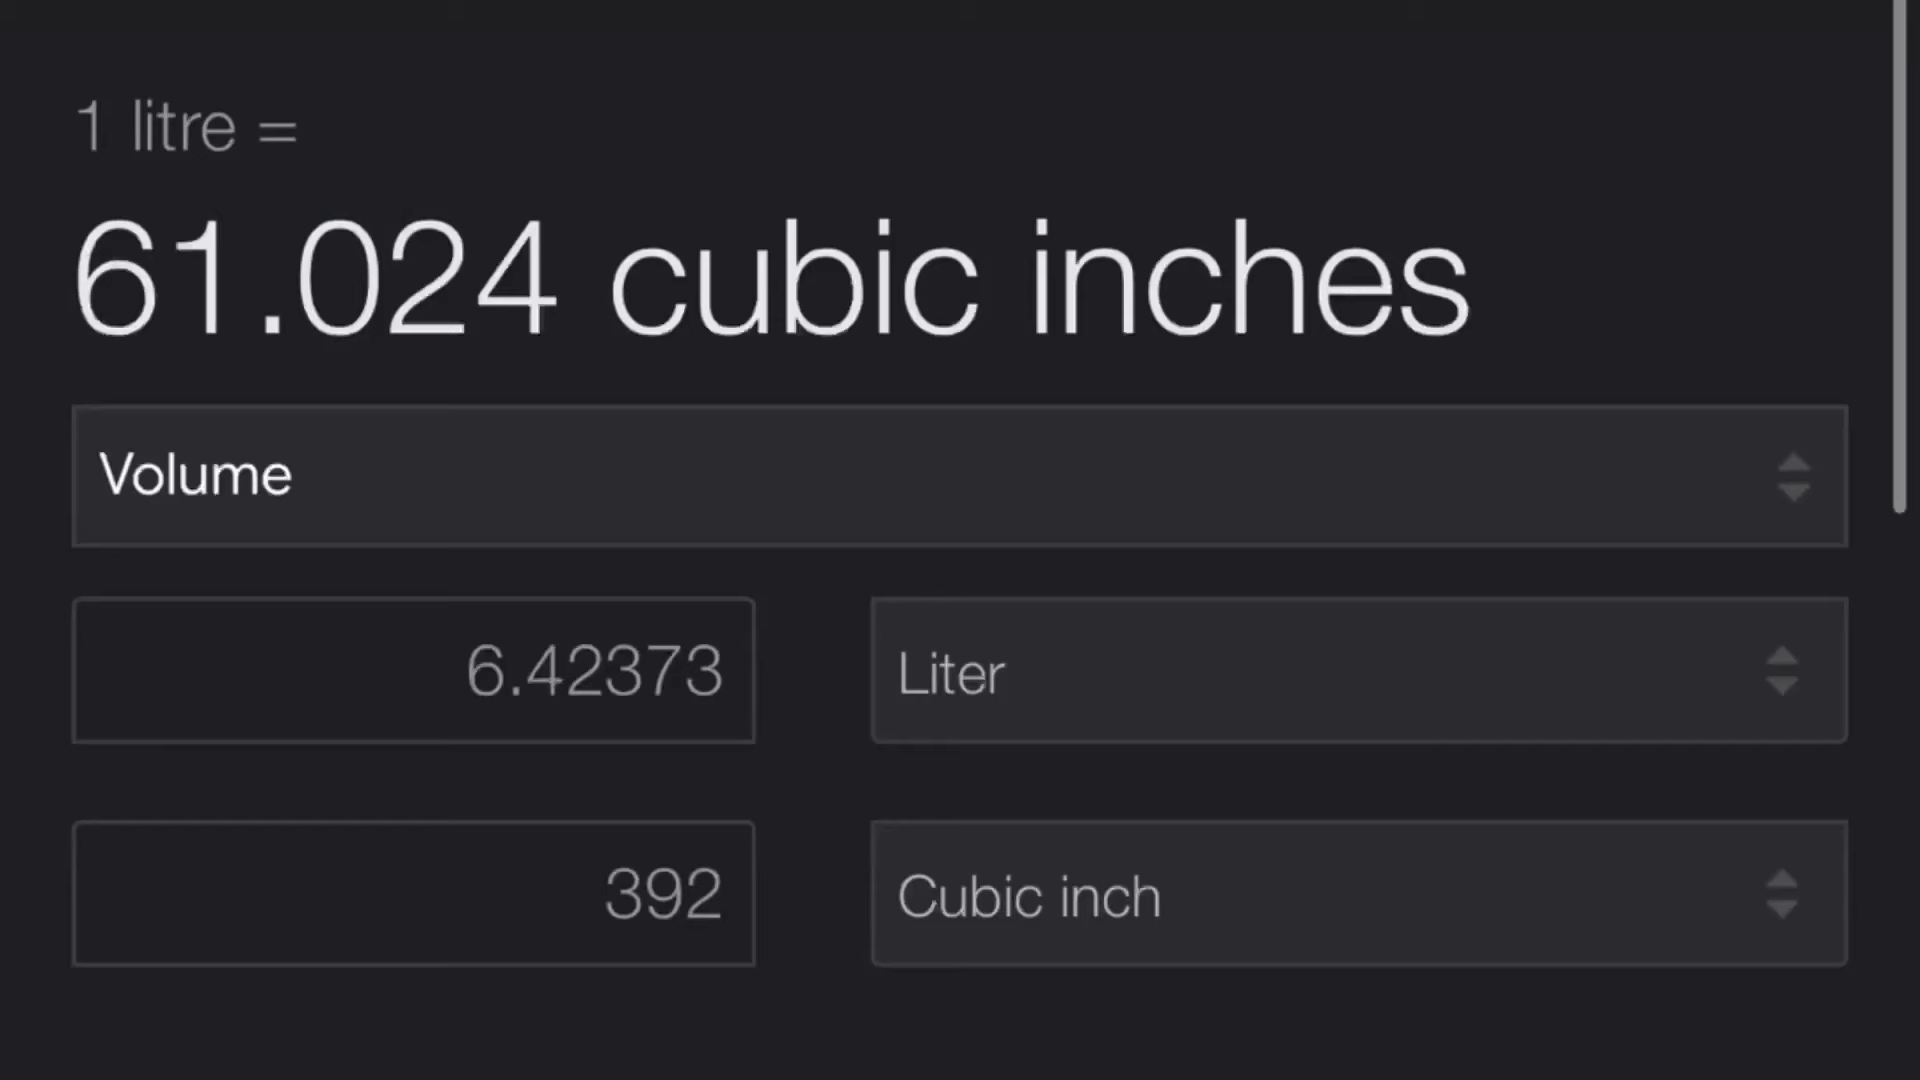 1 litre =
61.024 cubic inches
Volume
6.42373 Liter
392 Cubic inch